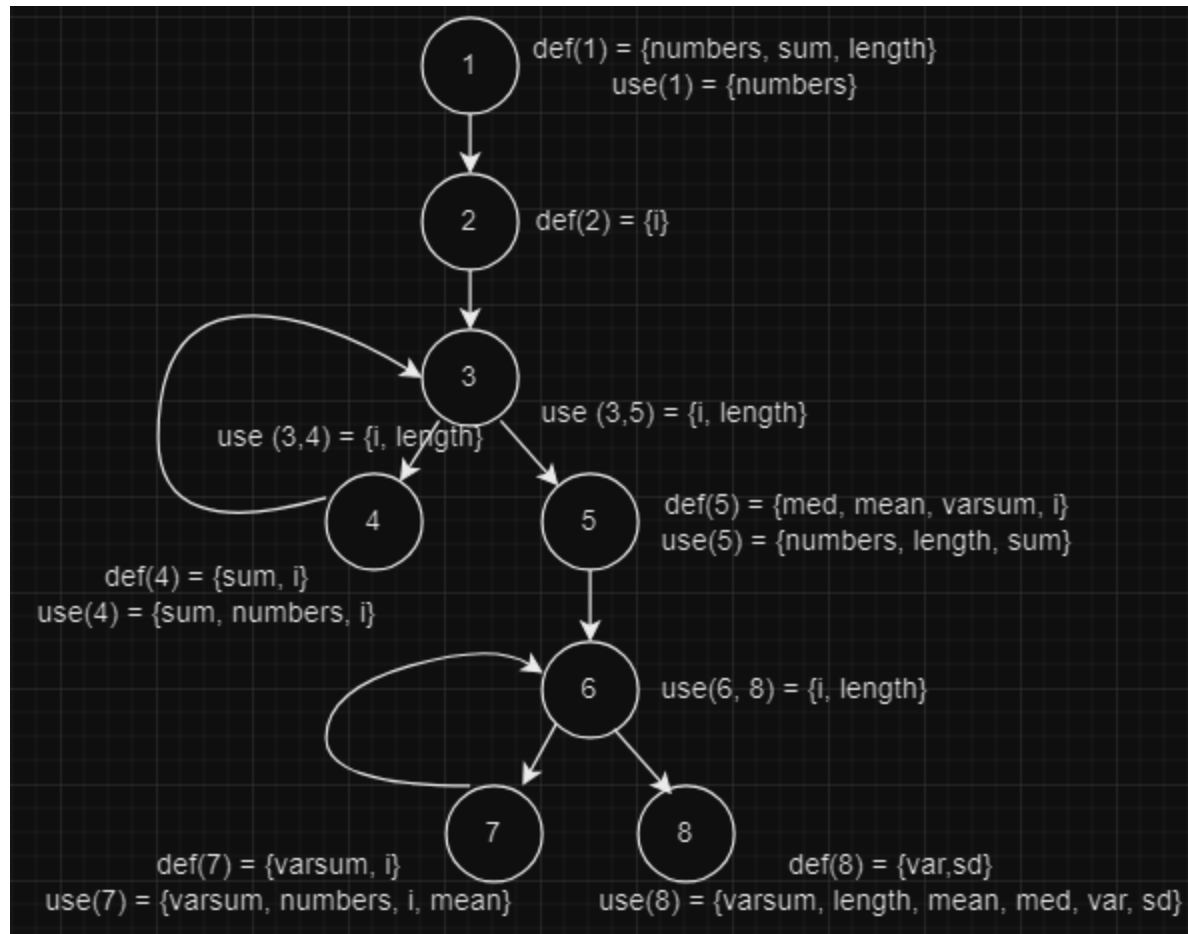 1
def(1) = {numbers, sum, length}
use(1) = {numbers}
2
def(2) = {i}
3
use (3,5) = {i, length}
use (3,4) = {i, length}
4
5
def(5) = {med, mean, varsum, i}
use(5) = {numbers, length, sum}
def(4) = {sum, i}
use(4) = {sum, numbers, i}
6
use(6, 8) = {i, length}
7
8
def(7) = {varsum, i}
use(7) = {varsum, numbers, i, mean}
def(8) = {var,sd}
use(8) = {varsum, length, mean, med, var, sd}